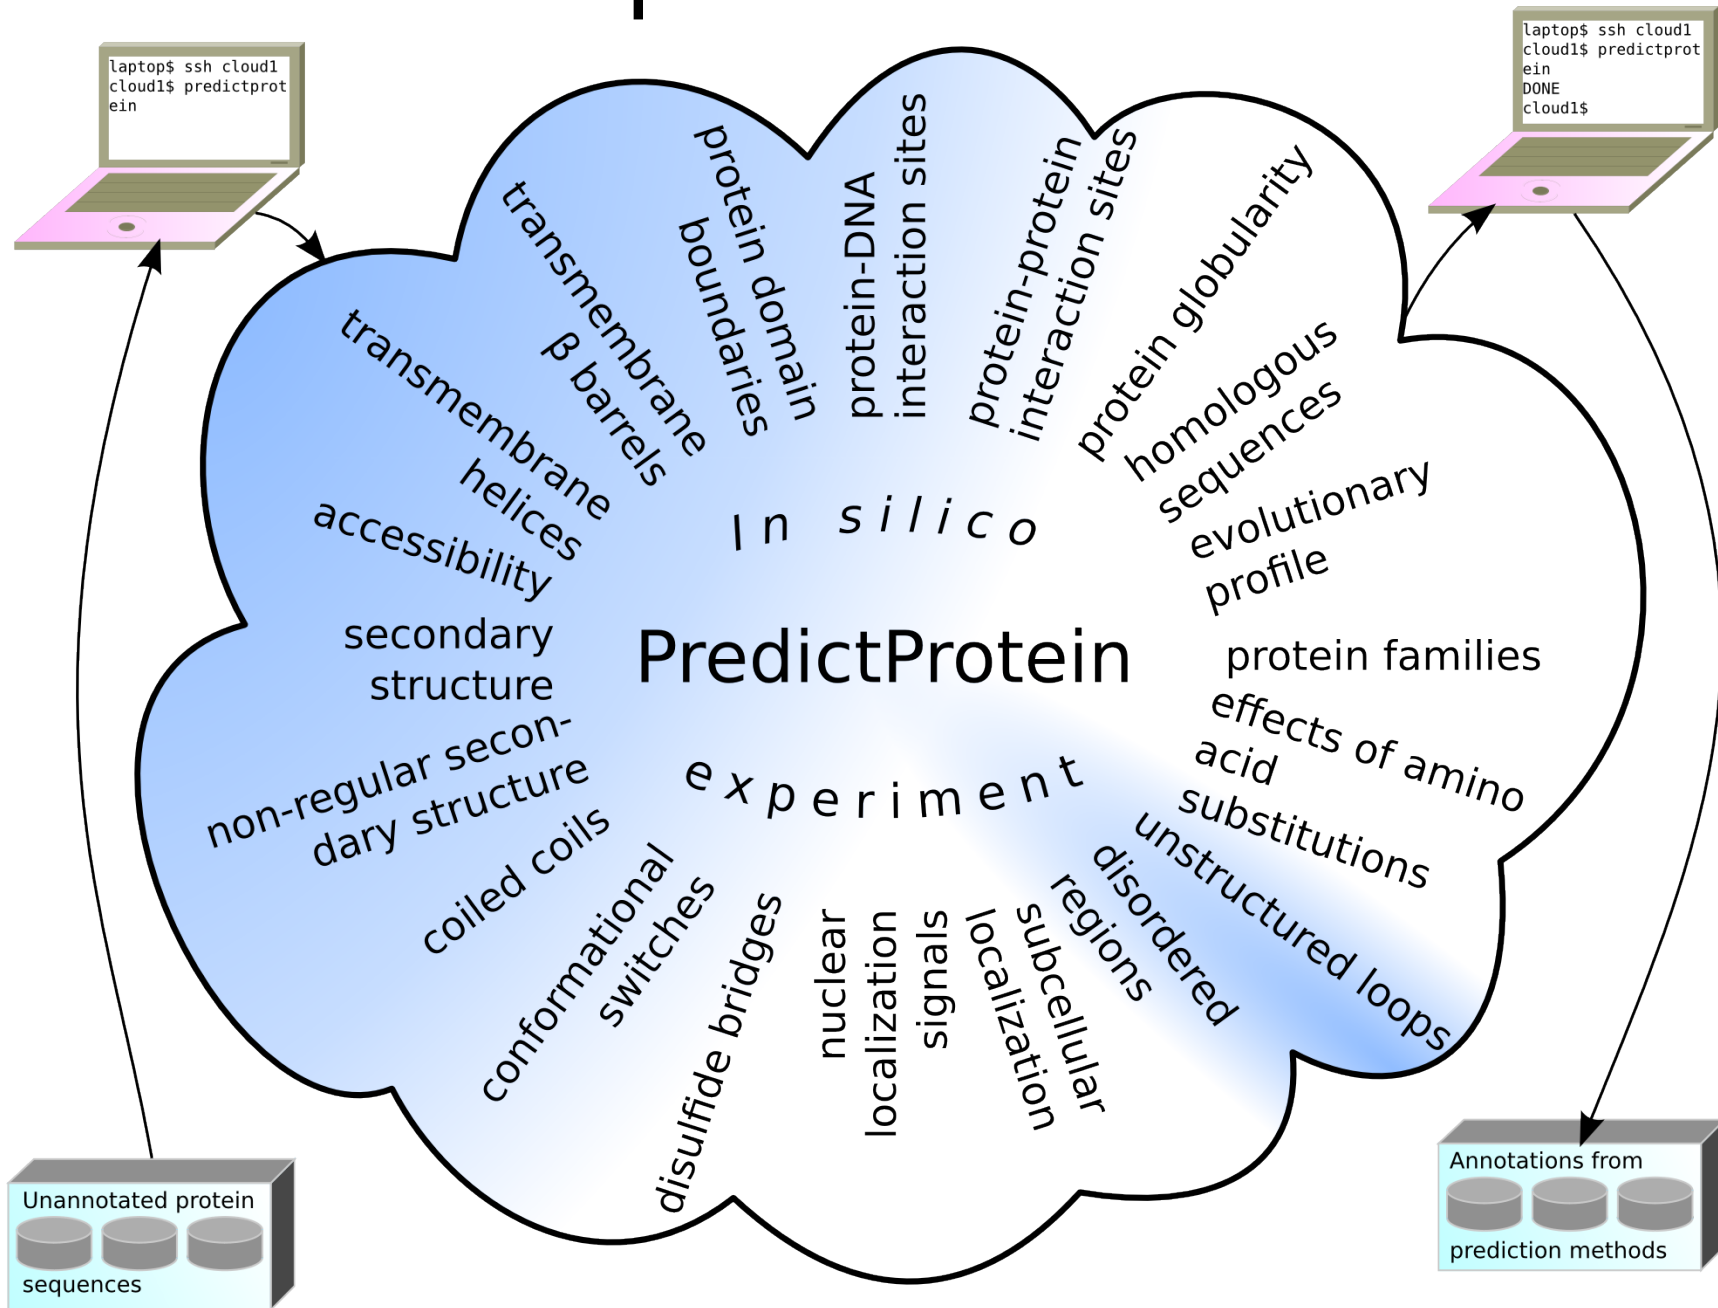 laptop$ ssh cloud1
cloud1$ predictprot
ein
laptop$ ssh cloud1
cloud1$ predictprot
ein
DONE
cloud1$
transmembrane
helices
transmembrane
β barrels
protein domain
boundaries
protein-DNA
interaction sites
protein-protein
interaction sites
protein globularity
homologous
sequences
evolutionary
profile
protein families
effects of amino
acid
substitutions
unstructured loops
disordered
regions
subcellular
localization
nuclear
localization
signals
disulfide bridges
conformational
switches
coiled coils
non-regular secon-
dary structure
secondary
structure
accessibility
In silico
PredictProtein
experiment
Unannotated protein
sequences
Annotations from
prediction methods